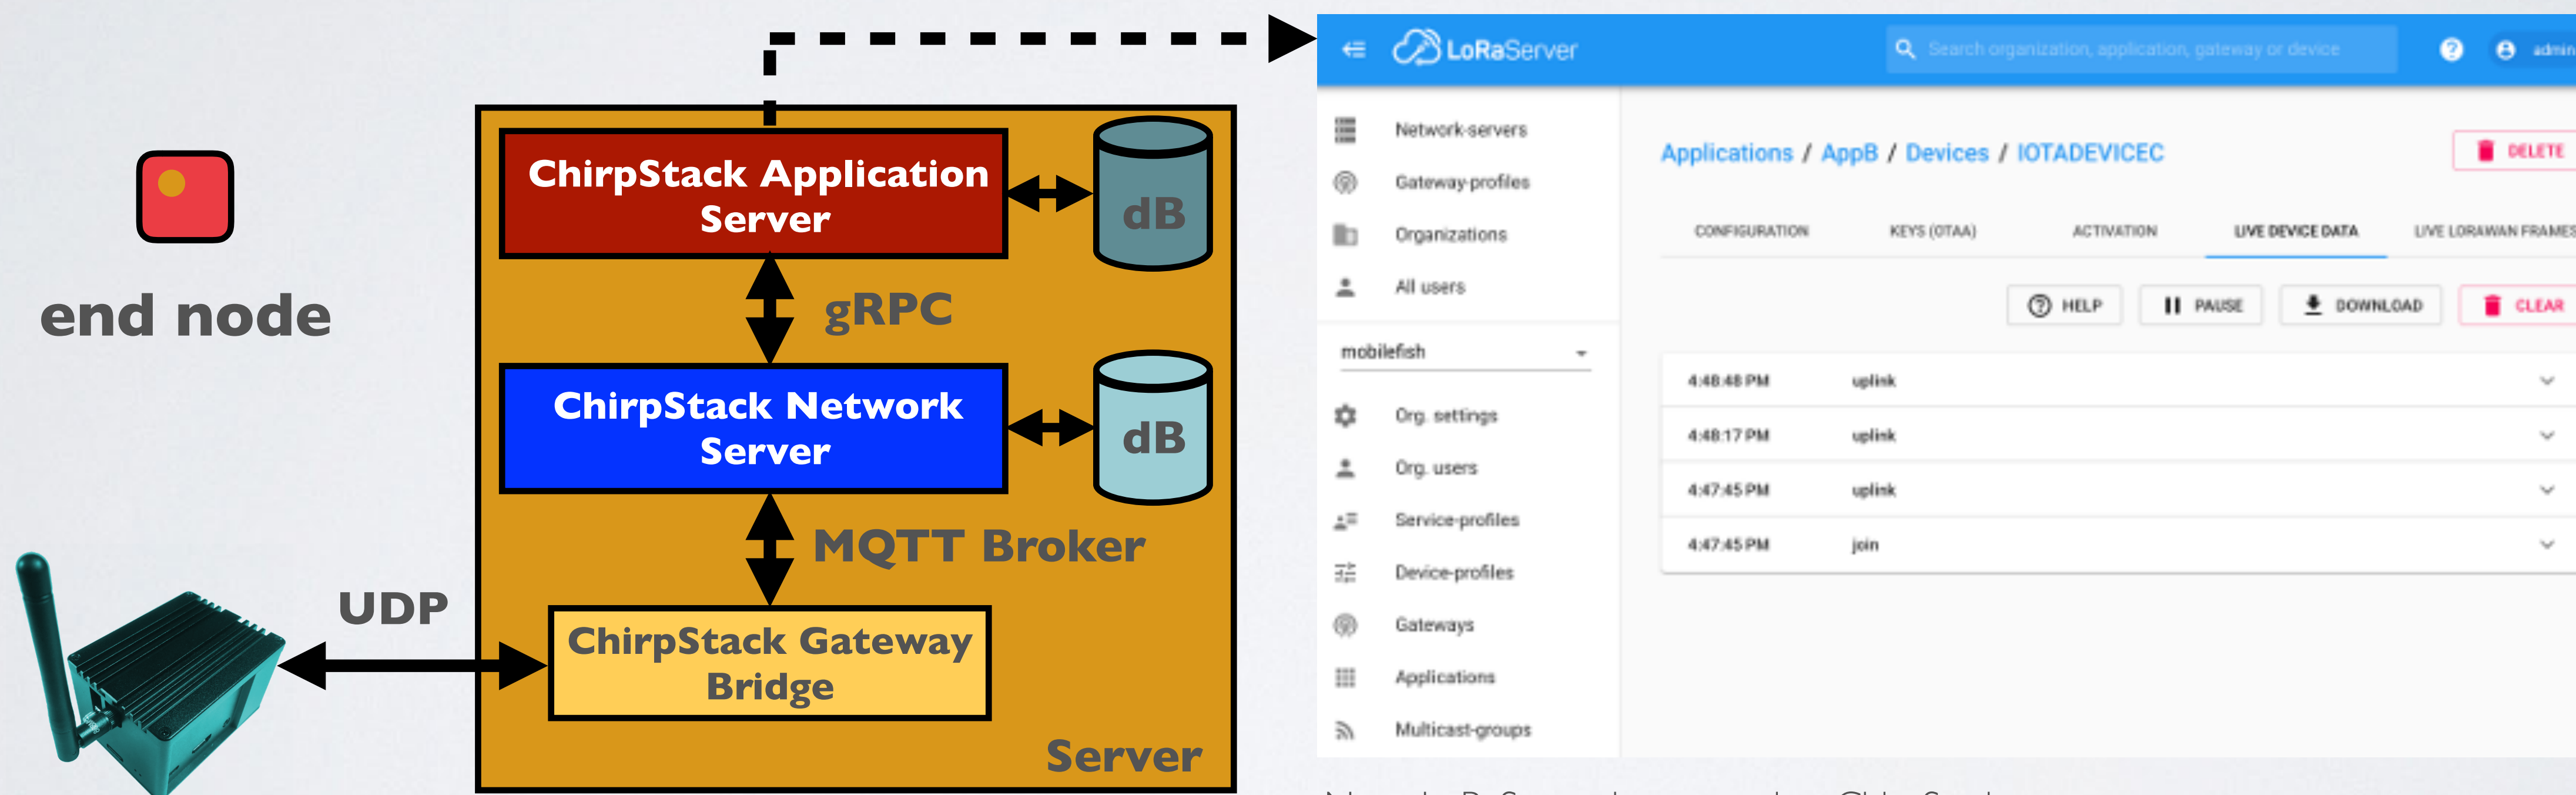 end node
UDP
ChirpStack Application
Server
dB
gRPC
ChirpStack Network
Server
dB
MQTT Broker
ChirpStack Gateway
Bridge
Server
LoRaServer
Search organization, application, gateway or device
?
admin
Network-servers
Gateway-profiles
Organizations
All users
mobilefish
Org. settings
Org. users
Service-profiles
Device-profiles
Gateways
Applications
Multicast-groups
Applications / AppB / Devices / IOTADEVICEC
DELETE
CONFIGURATION KEYS (OTAA) ACTIVATION LIVE DEVICE DATA LIVE LORAWAN FRAMES
? HELP PAUSE DOWNLOAD CLEAR
4:48:48 PM uplink
4:48:17 PM uplink
4:47:45 PM uplink
4:47:45 PM join